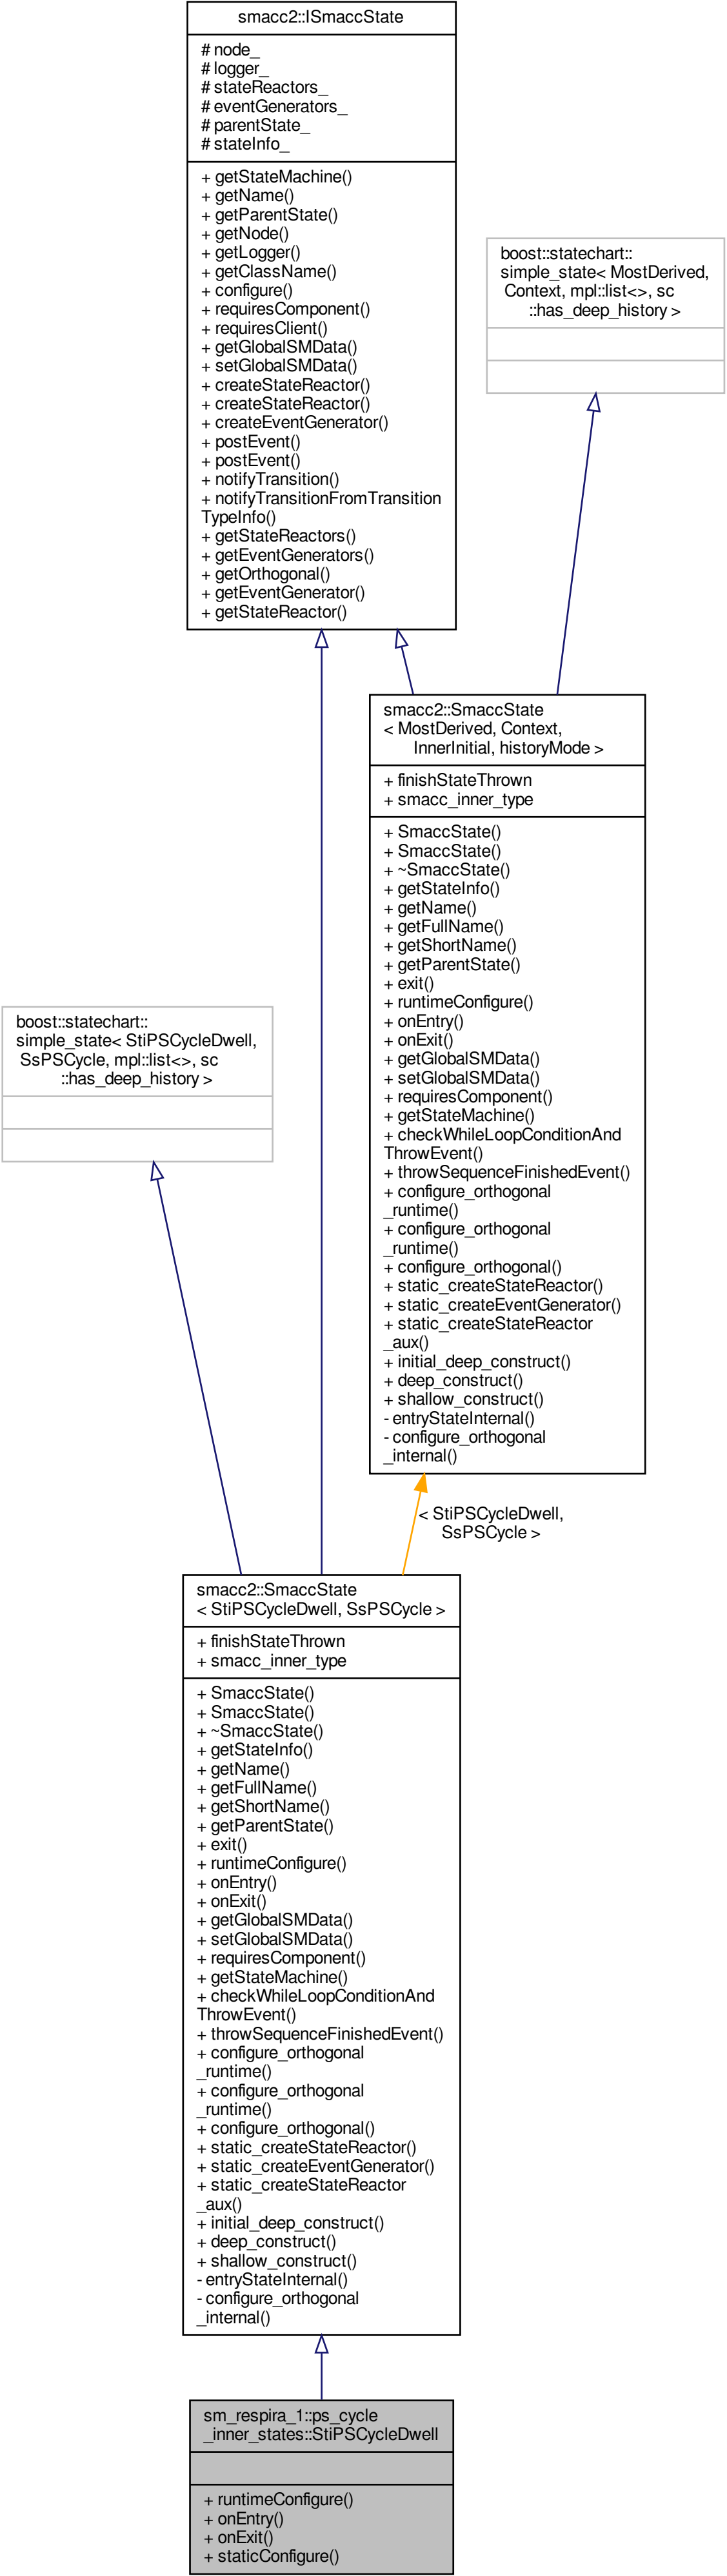 smacc2::ISmaccState
# node_
# logger_
# stateReactors_
# eventGenerators_
# parentState_
# stateInfo_
+ getStateMachine()
+ getName()
+ getParentState()
+ getNode()
+ getLogger()
+ getClassName()
+ configure()
+ requiresComponent()
+ requiresClient()
+ getGlobalSMData()
+ setGlobalSMData()
+ createStateReactor()
+ createStateReactor()
+ createEventGenerator()
+ postEvent()
+ postEvent()
+ notifyTransition()
+ notifyTransitionFromTransition
TypeInfo()
+ getStateReactors()
+ getEventGenerators()
+ getOrthogonal()
+ getEventGenerator()
+ getStateReactor()
boost::statechart::
simple_state< MostDerived,
Context, mpl::list<>, sc
::has_deep_history >
smacc2::SmaccState
< MostDerived, Context,
InnerInitial, historyMode >
+ finishStateThrown
+ smacc_inner_type
+ SmaccState()
+ SmaccState()
+ ~SmaccState()
+ getStateInfo()
+ getName()
+ getFullName()
+ getShortName()
+ getParentState()
+ exit()
+ runtimeConfigure()
+ onEntry()
+ onExit()
+ getGlobalSMData()
+ setGlobalSMData()
+ requiresComponent()
+ getStateMachine()
+ checkWhileLoopConditionAnd
ThrowEvent()
+ throwSequenceFinishedEvent()
+ configure_orthogonal
_runtime()
+ configure_orthogonal
_runtime()
+ configure_orthogonal()
+ static_createStateReactor()
+ static_createEventGenerator()
+ static_createStateReactor
_aux()
+ initial_deep_construct()
+ deep_construct()
+ shallow_construct()
- entryStateInternal()
- configure_orthogonal
_internal()
boost::statechart::
simple_state< StiPSCycleDwell,
SsPSCycle, mpl::list<>, sc
::has_deep_history >
< StiPSCycleDwell,
SsPSCycle >
smacc2::SmaccState
< StiPSCycleDwell, SsPSCycle >
+ finishStateThrown
+ smacc_inner_type
+ SmaccState()
+ SmaccState()
+ ~SmaccState()
+ getStateInfo()
+ getName()
+ getFullName()
+ getShortName()
+ getParentState()
+ exit()
+ runtimeConfigure()
+ onEntry()
+ onExit()
+ getGlobalSMData()
+ setGlobalSMData()
+ requiresComponent()
+ getStateMachine()
+ checkWhileLoopConditionAnd
ThrowEvent()
+ throwSequenceFinishedEvent()
+ configure_orthogonal
_runtime()
+ configure_orthogonal
_runtime()
+ configure_orthogonal()
+ static_createStateReactor()
+ static_createEventGenerator()
+ static_createStateReactor
_aux()
+ initial_deep_construct()
+ deep_construct()
+ shallow_construct()
- entryStateInternal()
- configure_orthogonal
_internal()
sm_respira_1::ps_cycle
_inner_states::StiPSCycleDwell
+ runtimeConfigure()
+ onEntry()
+ onExit()
+ staticConfigure()